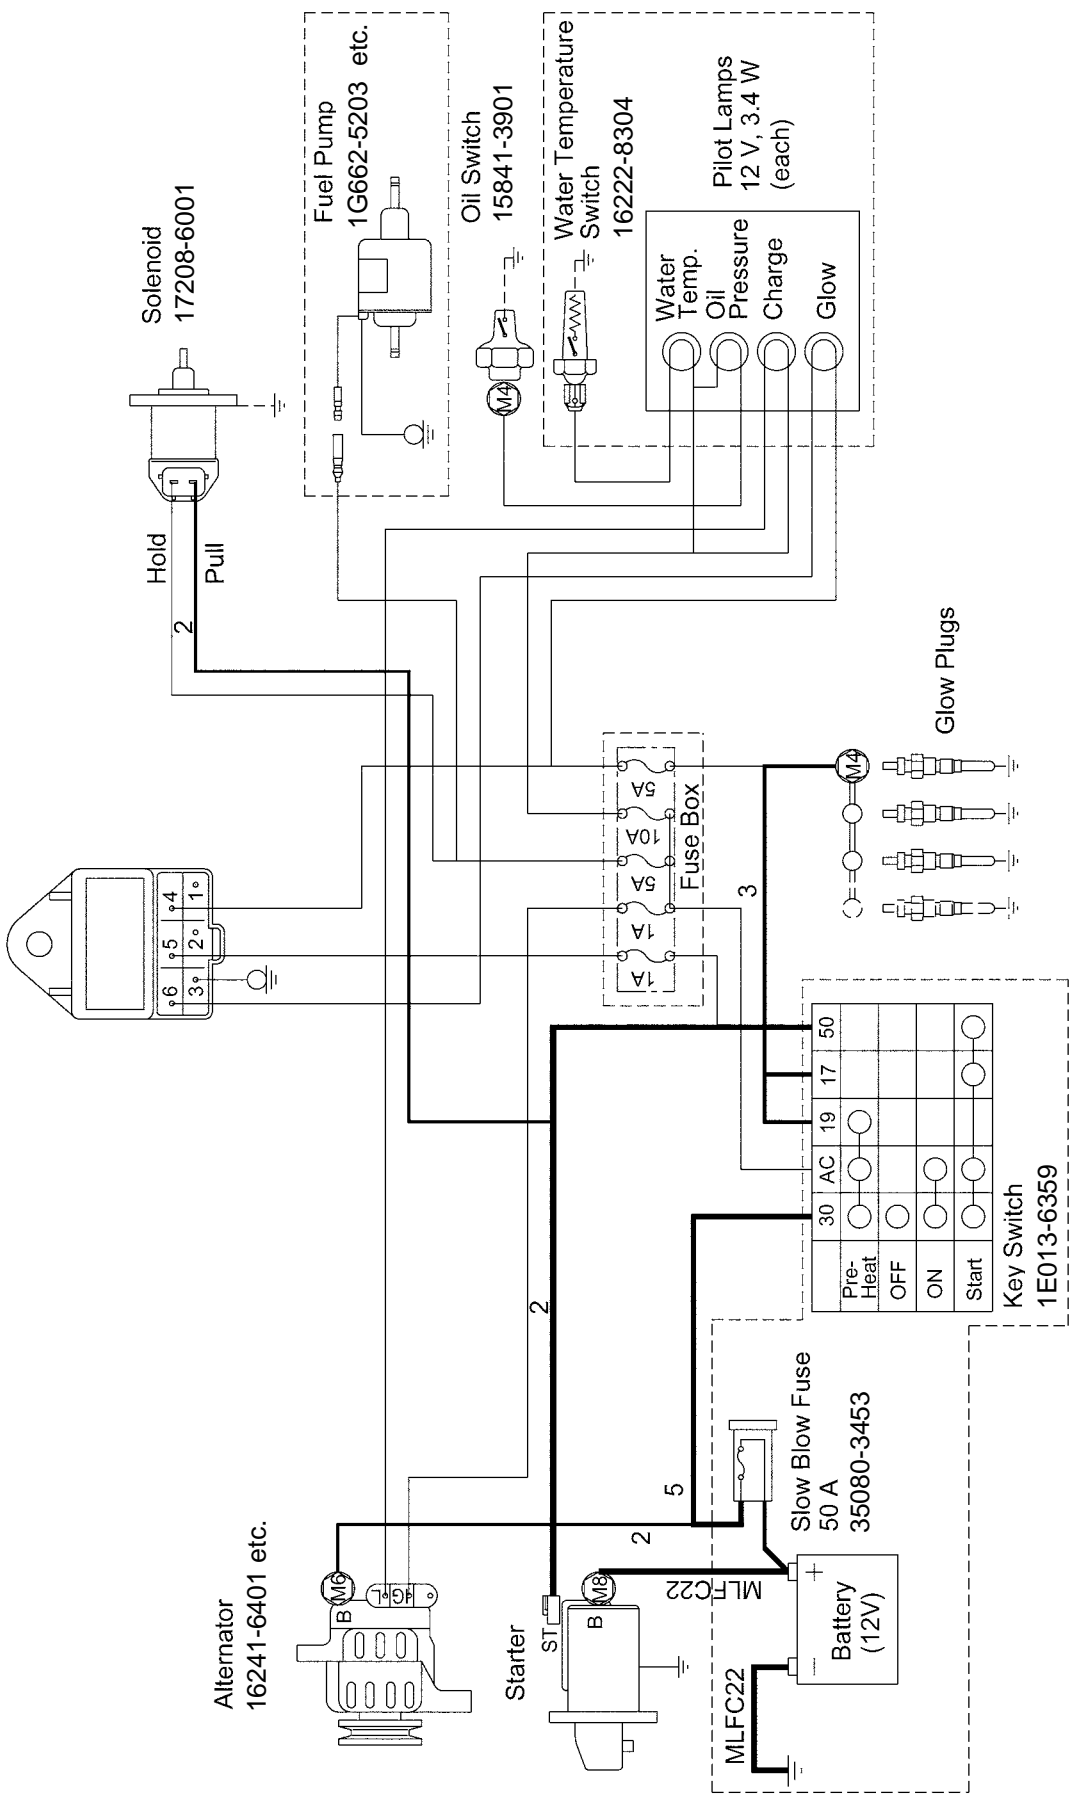 Alternator
16241-6401 etc.
B
M6
L
IG
Starter
ST
B
M8
MLFC22
MLFC22
Battery
(12V)
+
−
2
5
2
Slow Blow Fuse
50 A
35080-3453
Key Switch
1E013-6359
30
AC
19
17
50
Pre-
Heat
OFF
ON
Start
6
5
4
3
2
1
3
Fuse Box
1A
1A
5A
10A
5A
Glow Plugs
M4
Solenoid
17208-6001
Hold
Pull
2
Fuel Pump
1G662-5203 etc.
Oil Switch
15841-3901
M4
Water Temperature
Switch
16222-8304
Pilot Lamps
12 V, 3.4 W
(each)
Water
Temp.
Oil
Pressure
Charge
Glow